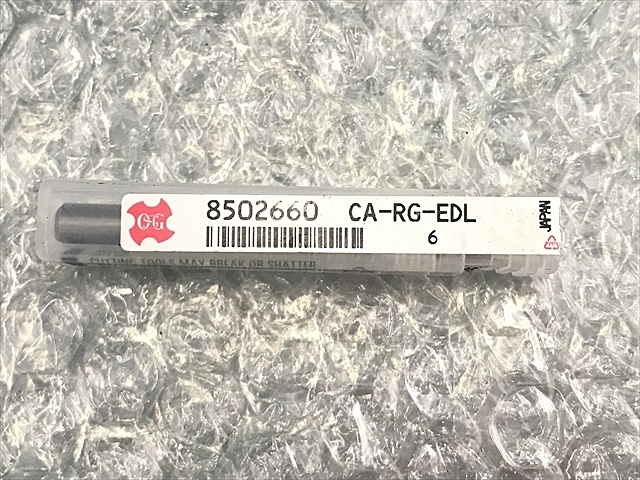 OSG
8502660 CA-RG-EDL
6
JAPAN
CUTTING TOOLS MAY BREAK OR SHATTER